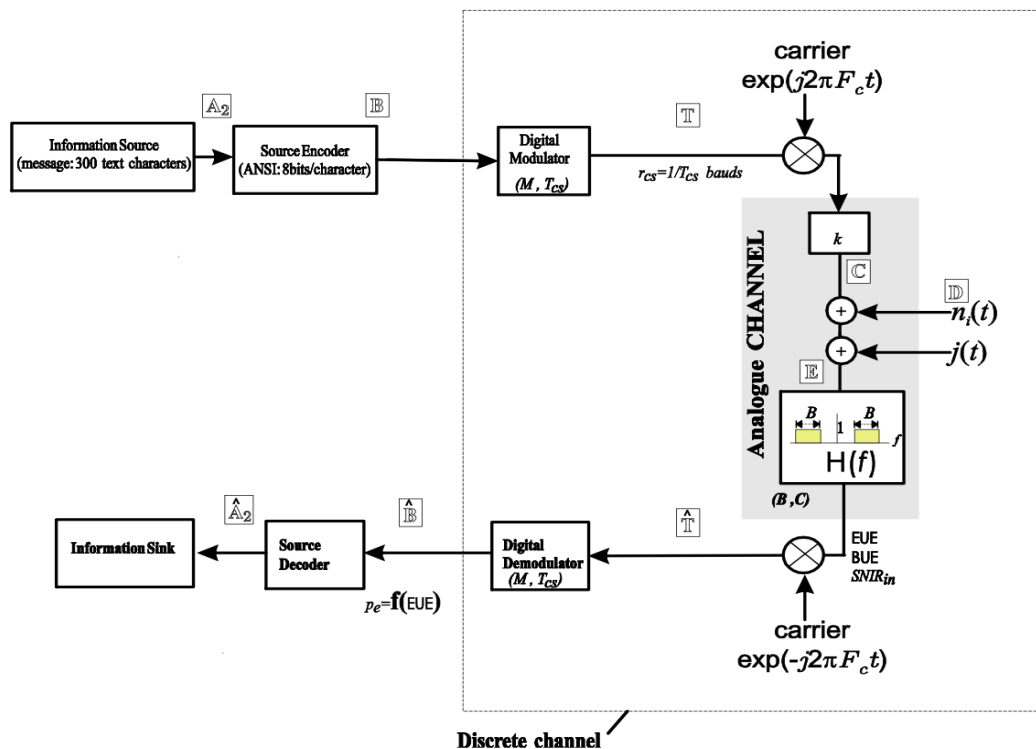 carrier
exp(j2πF_c t)
𝔸₂
𝔹
𝕋
Information Source
(message: 300 text characters)
Source Encoder
(ANSI: 8bits/character)
Digital
Modulator
(M , T_CS)
r_cs=1/T_CS bauds
Analogue CHANNEL
k
ℂ
+
𝔻
n_i(t)
+
j(t)
𝔼
B
B
1
f
H(f)
(B , C)
𝔸̂₂
𝔹̂
𝕋̂
Information Sink
Source
Decoder
Digital
Demodulator
(M , T_CS)
EUE
BUE
SNIR_in
p_e=f(EUE)
carrier
exp(-j2πF_c t)
Discrete channel